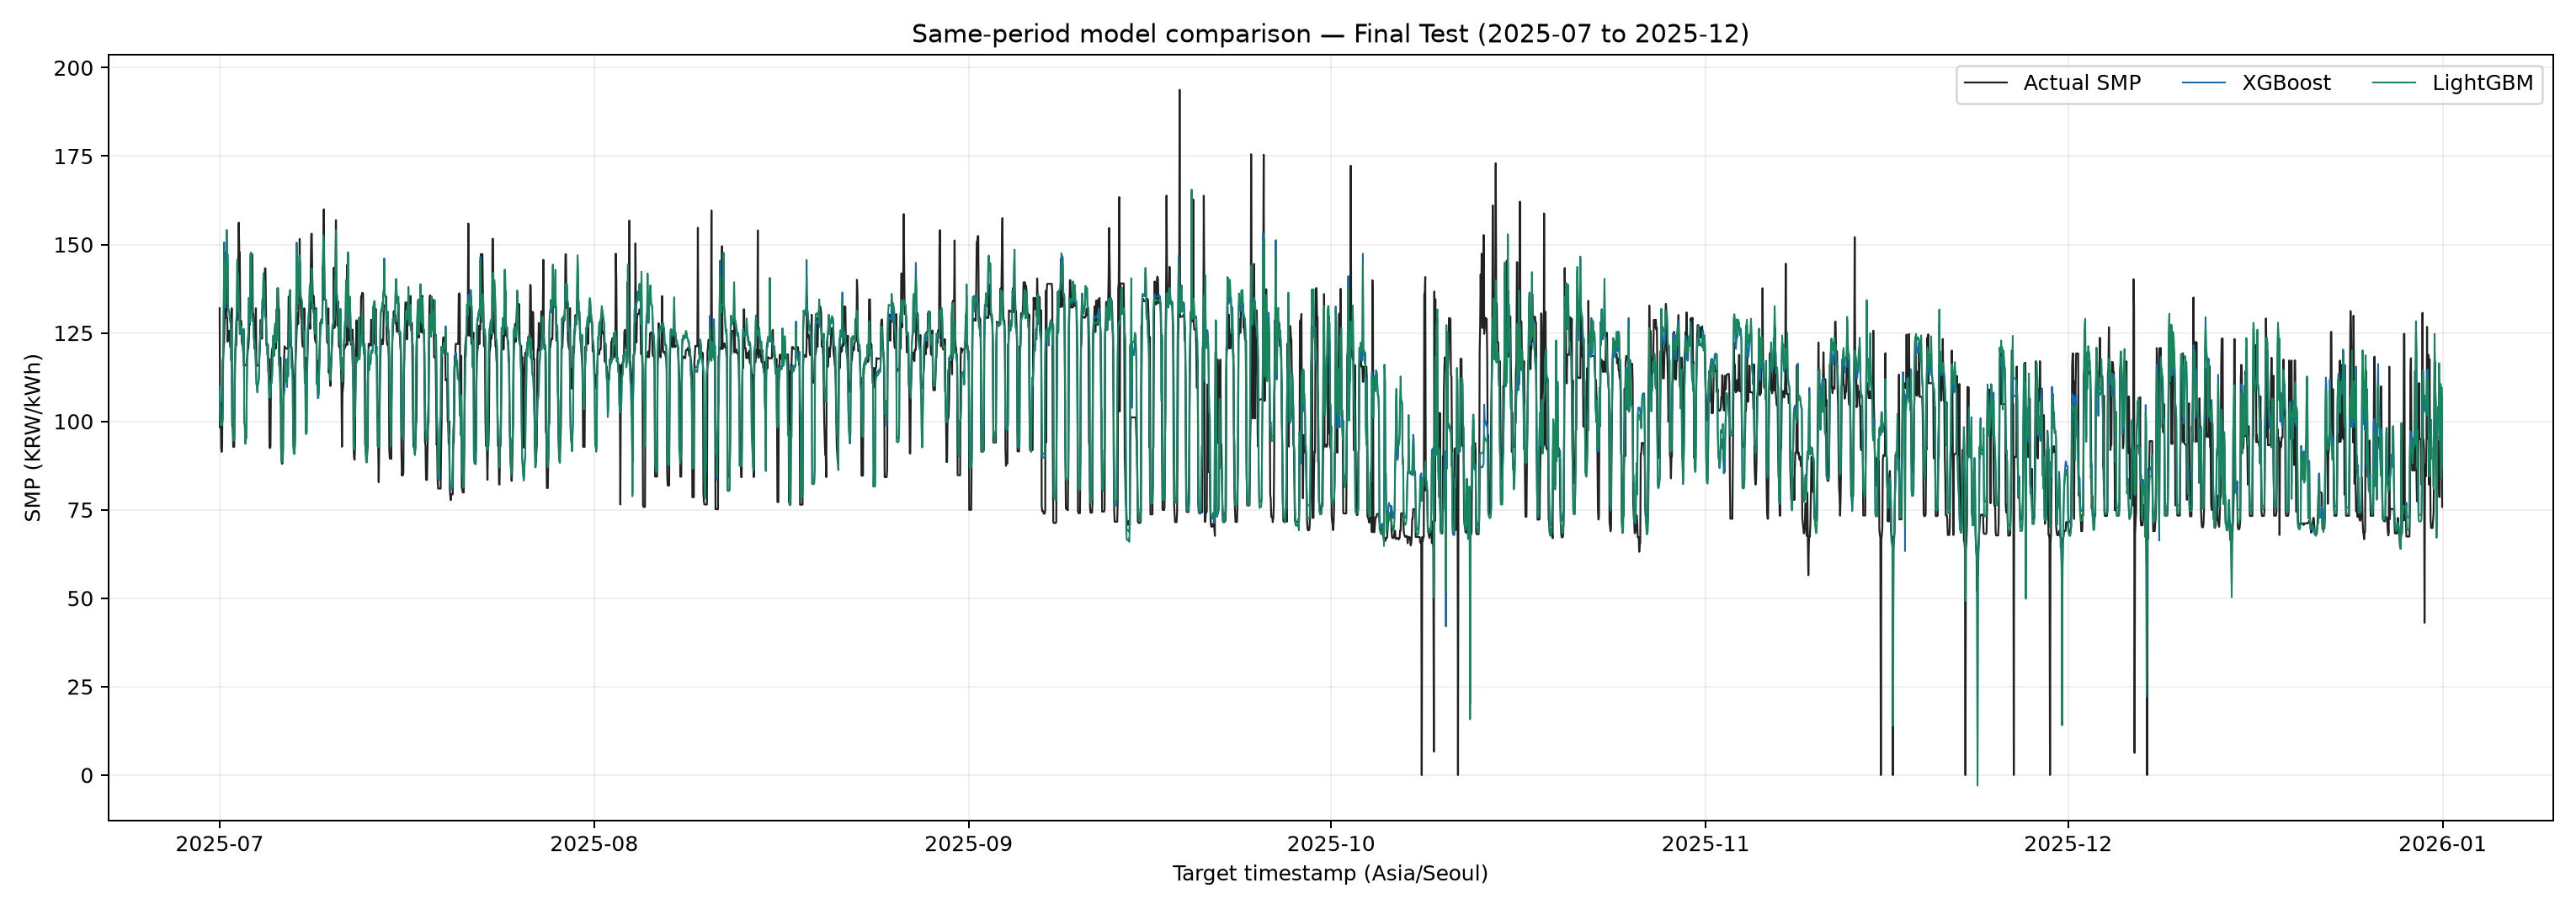 Same-period model comparison — Final Test (2025-07 to 2025-12)
Actual SMP XGBoost LightGBM
SMP (KRW/kWh)
200
175
150
125
100
75
50
25
0
2025-07 2025-08 2025-09 2025-10 2025-11 2025-12 2026-01
Target timestamp (Asia/Seoul)